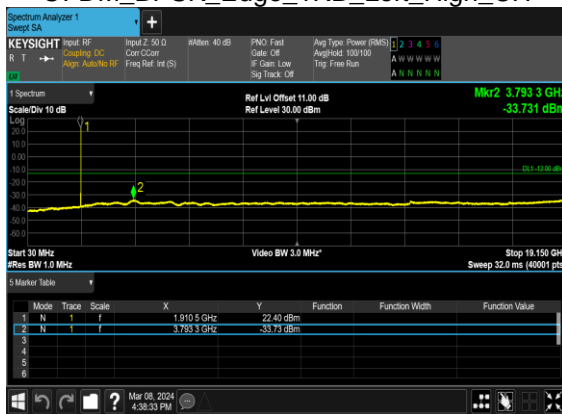 Spectrum Analyzer 1
Swept SA
KEYSIGHT
R T
Input: RF
Coupling: DC
Align: Auto/No RF
Input Z: 50 Ω
Corr CCorr
Freq Ref: Int (S)
#Atten: 40 dB
PNO: Fast
Gate: Off
IF Gain: Low
Sig Track: Off
Avg Type: Power (RMS)
Avg|Hold: 100/100
Trig: Free Run
1 2 3 4 5 6
A W W W W W
A N N N N N
1 Spectrum
Scale/Div 10 dB
Ref Lvl Offset 11.00 dB
Ref Level 30.00 dBm
Mkr2 3.793 3 GHz
-33.731 dBm
Log
20.0
10.0
0.00
-10.0
-20.0
-30.0
-40.0
-50.0
-60.0
1
2
DL1 -13.00 dB
Start 30 MHz
#Res BW 1.0 MHz
Video BW 3.0 MHz*
Stop 19.150 GHz
Sweep 32.0 ms (40001 pts)
5 Marker Table
Mode Trace Scale X Y Function Function Width Function Value
1 N 1 f 1.910 5 GHz 22.40 dBm
2 N 1 f 3.793 3 GHz -33.73 dBm
3
4
5
6
Mar 08, 2024
4:38:33 PM